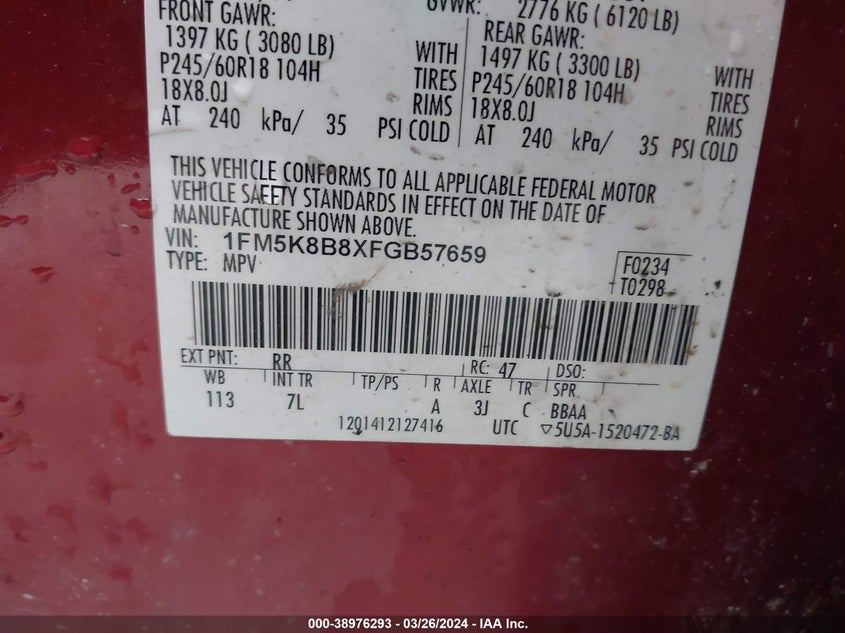 FRONT GAWR:
1397 KG ( 3080 LB)
P245/60R18 104H
18X8.0J
AT 240 kPa/ 35 PSI COLD
WITH
TIRES
RIMS
GVWR: 2776 KG ( 6120 LB)
REAR GAWR:
1497 KG ( 3300 LB)
P245/60R18 104H
18X8.0J
AT 240 kPa/ 35 PSI COLD
WITH
TIRES
RIMS
THIS VEHICLE CONFORMS TO ALL APPLICABLE FEDERAL MOTOR
VEHICLE SAFETY STANDARDS IN EFFECT ON THE DATE OF
MANUFACTURE SHOWN ABOVE.
VIN: 1FM5K8B8XFGB57659
TYPE: MPV
F0234
T0298
EXT PNT: RR RC: 47 DSO:
WB INT TR TP/PS R AXLE TR SPR
113 7L A 3J C BBAA
1201412127416 UTC ▽5U5A-1520472-BA
000-38976293 - 03/26/2024 - IAA Inc.